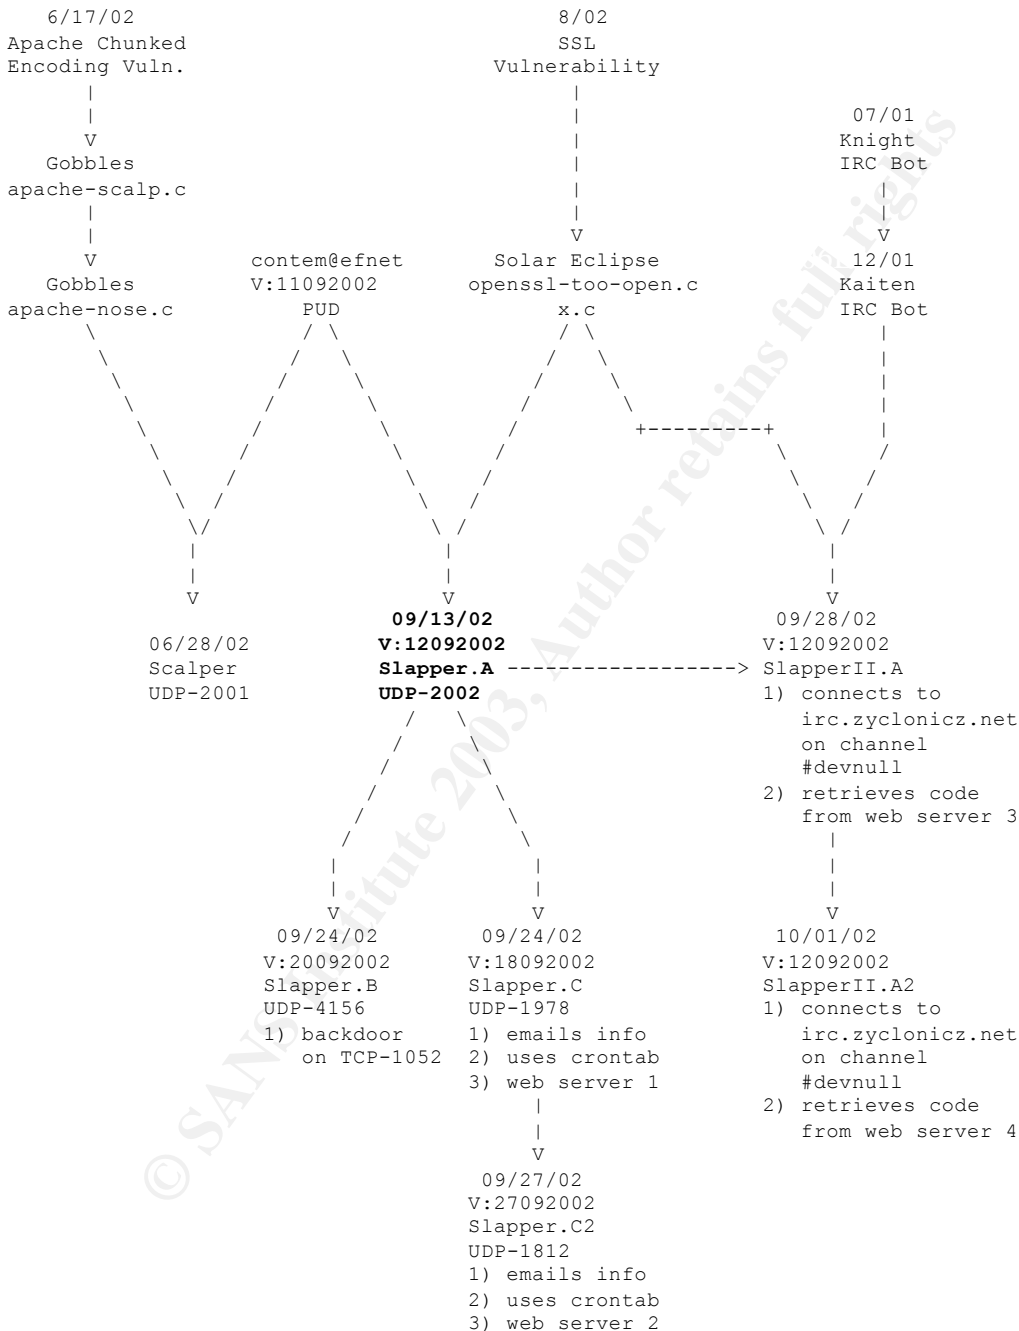 6/17/02
Apache Chunked
Encoding Vuln.
8/02
SSL
Vulnerability
07/01
Knight
IRC Bot
Gobbles
apache-scalp.c
Gobbles
apache-nose.c
contem@efnet
V:11092002
PUD
Solar Eclipse
openssl-too-open.c
x.c
12/01
Kaiten
IRC Bot
06/28/02
Scalper
UDP-2001
09/13/02
V:12092002
Slapper.A
UDP-2002
09/28/02
V:12092002
SlapperII.A
1) connects to
irc.zyclonicz.net
on channel
#devnull
2) retrieves code
from web server 3
09/24/02
V:20092002
Slapper.B
UDP-4156
1) backdoor
on TCP-1052
09/24/02
V:18092002
Slapper.C
UDP-1978
1) emails info
2) uses crontab
3) web server 1
10/01/02
V:12092002
SlapperII.A2
1) connects to
irc.zyclonicz.net
on channel
#devnull
2) retrieves code
from web server 4
09/27/02
V:27092002
Slapper.C2
UDP-1812
1) emails info
2) uses crontab
3) web server 2
© SANS Institute 2003, Author retains full rights